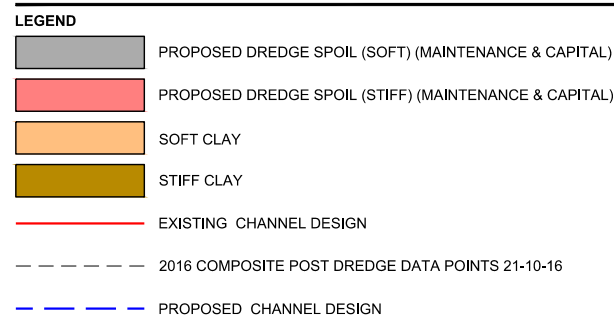 LEGEND
PROPOSED DREDGE SPOIL (SOFT) (MAINTENANCE & CAPITAL)
PROPOSED DREDGE SPOIL (STIFF) (MAINTENANCE & CAPITAL)
SOFT CLAY
STIFF CLAY
EXISTING CHANNEL DESIGN
2016 COMPOSITE POST DREDGE DATA POINTS 21-10-16
PROPOSED CHANNEL DESIGN